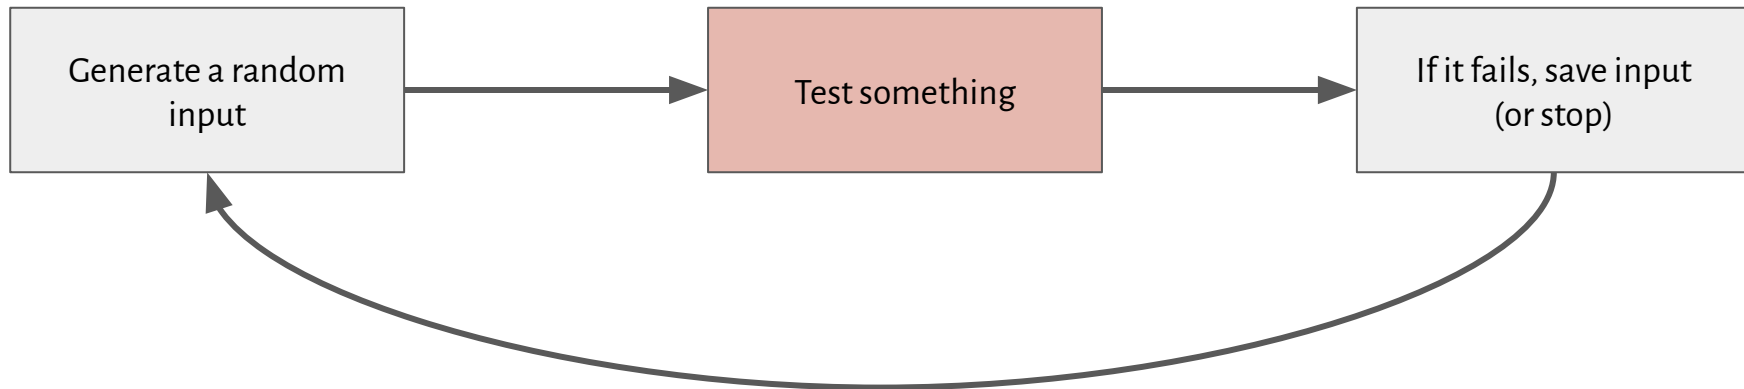 Generate a random
input
Test something
If it fails, save input
(or stop)